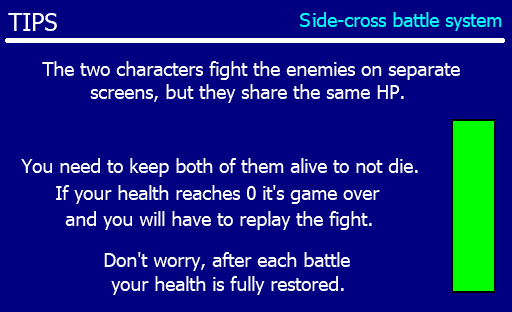 TIPS
Side-cross battle system
The two characters fight the enemies on separate
screens, but they share the same HP.
You need to keep both of them alive to not die.
If your health reaches 0 it's game over
and you will have to replay the fight.
Don't worry, after each battle
your health is fully restored.